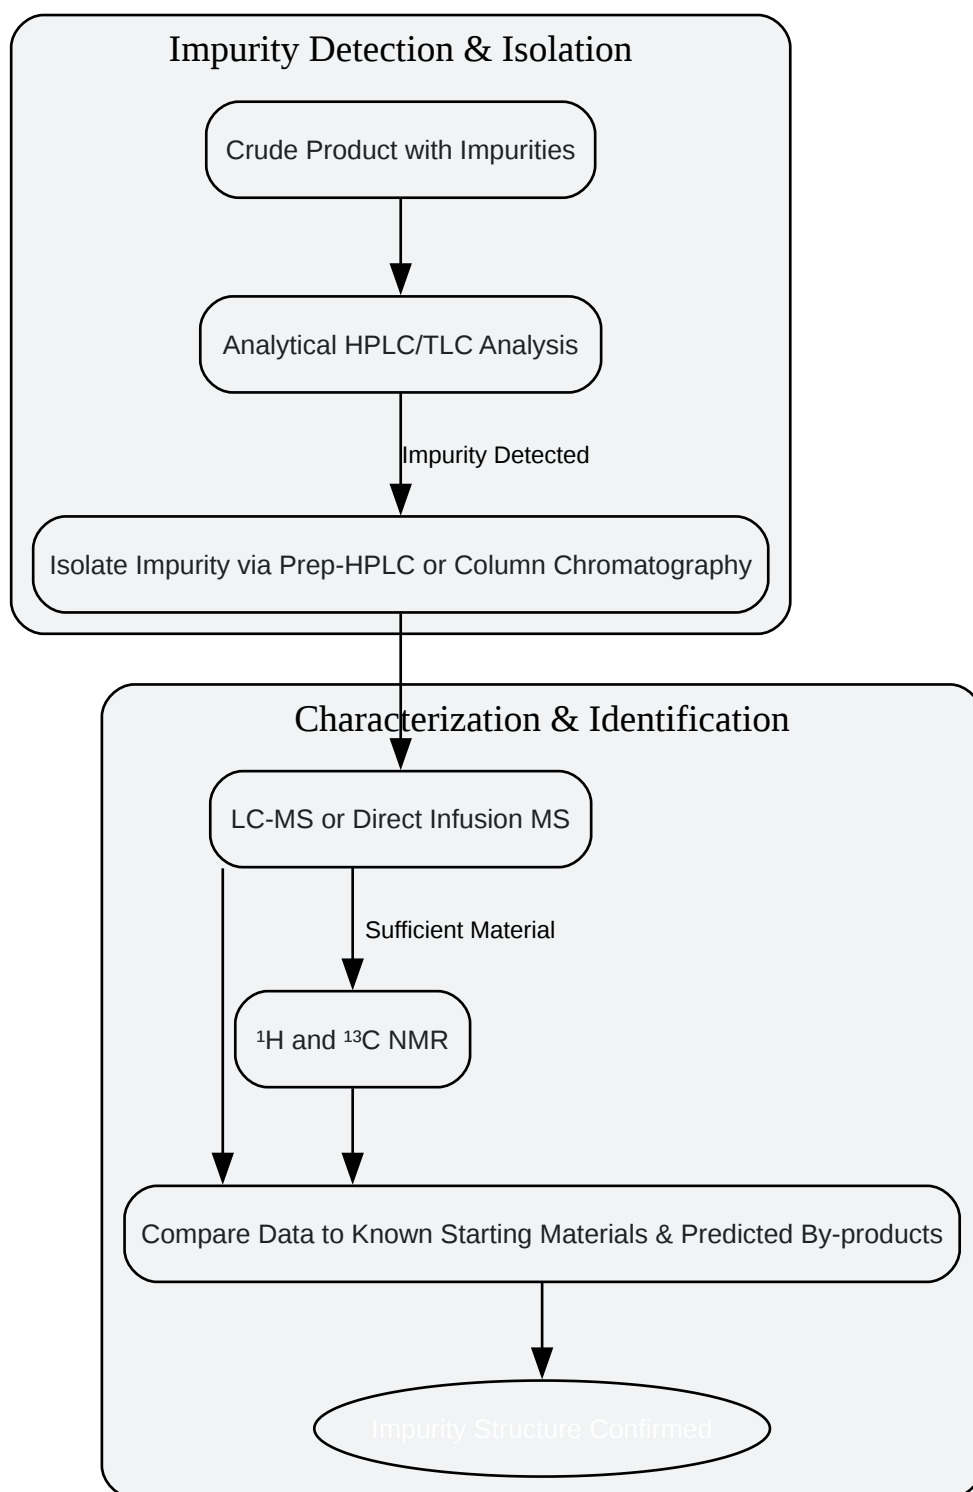 Impurity Detection & Isolation
Crude Product with Impurities
Analytical HPLC/TLC Analysis
Impurity Detected
Isolate Impurity via Prep-HPLC or Column Chromatography
Characterization & Identification
LC-MS or Direct Infusion MS
Sufficient Material
¹H and ¹³C NMR
Compare Data to Known Starting Materials & Predicted By-products
Impurity Structure Confirmed